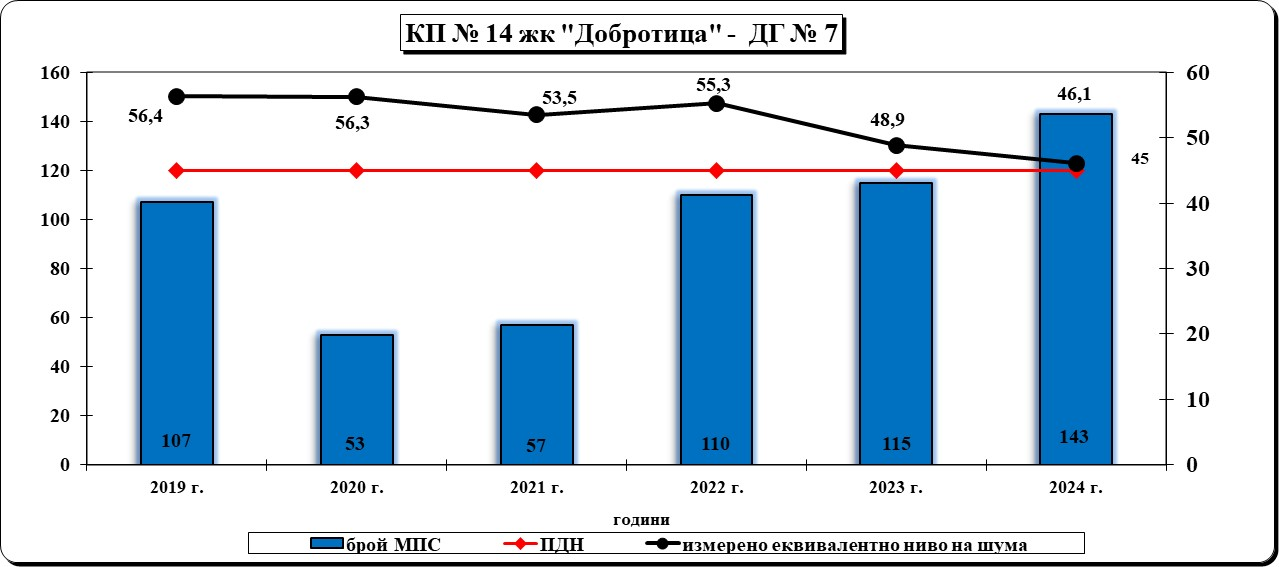 КП № 14 жк "Добротица" - ДГ № 7
160
140
120
100
80
60
40
20
0
60
50
40
30
20
10
0
56,4
56,3
53,5
55,3
48,9
46,1
45
107
53
57
110
115
143
2019 г.
2020 г.
2021 г.
2022 г.
2023 г.
2024 г.
години
брой МПС
ПДН
измерено еквивалентно ниво на шума